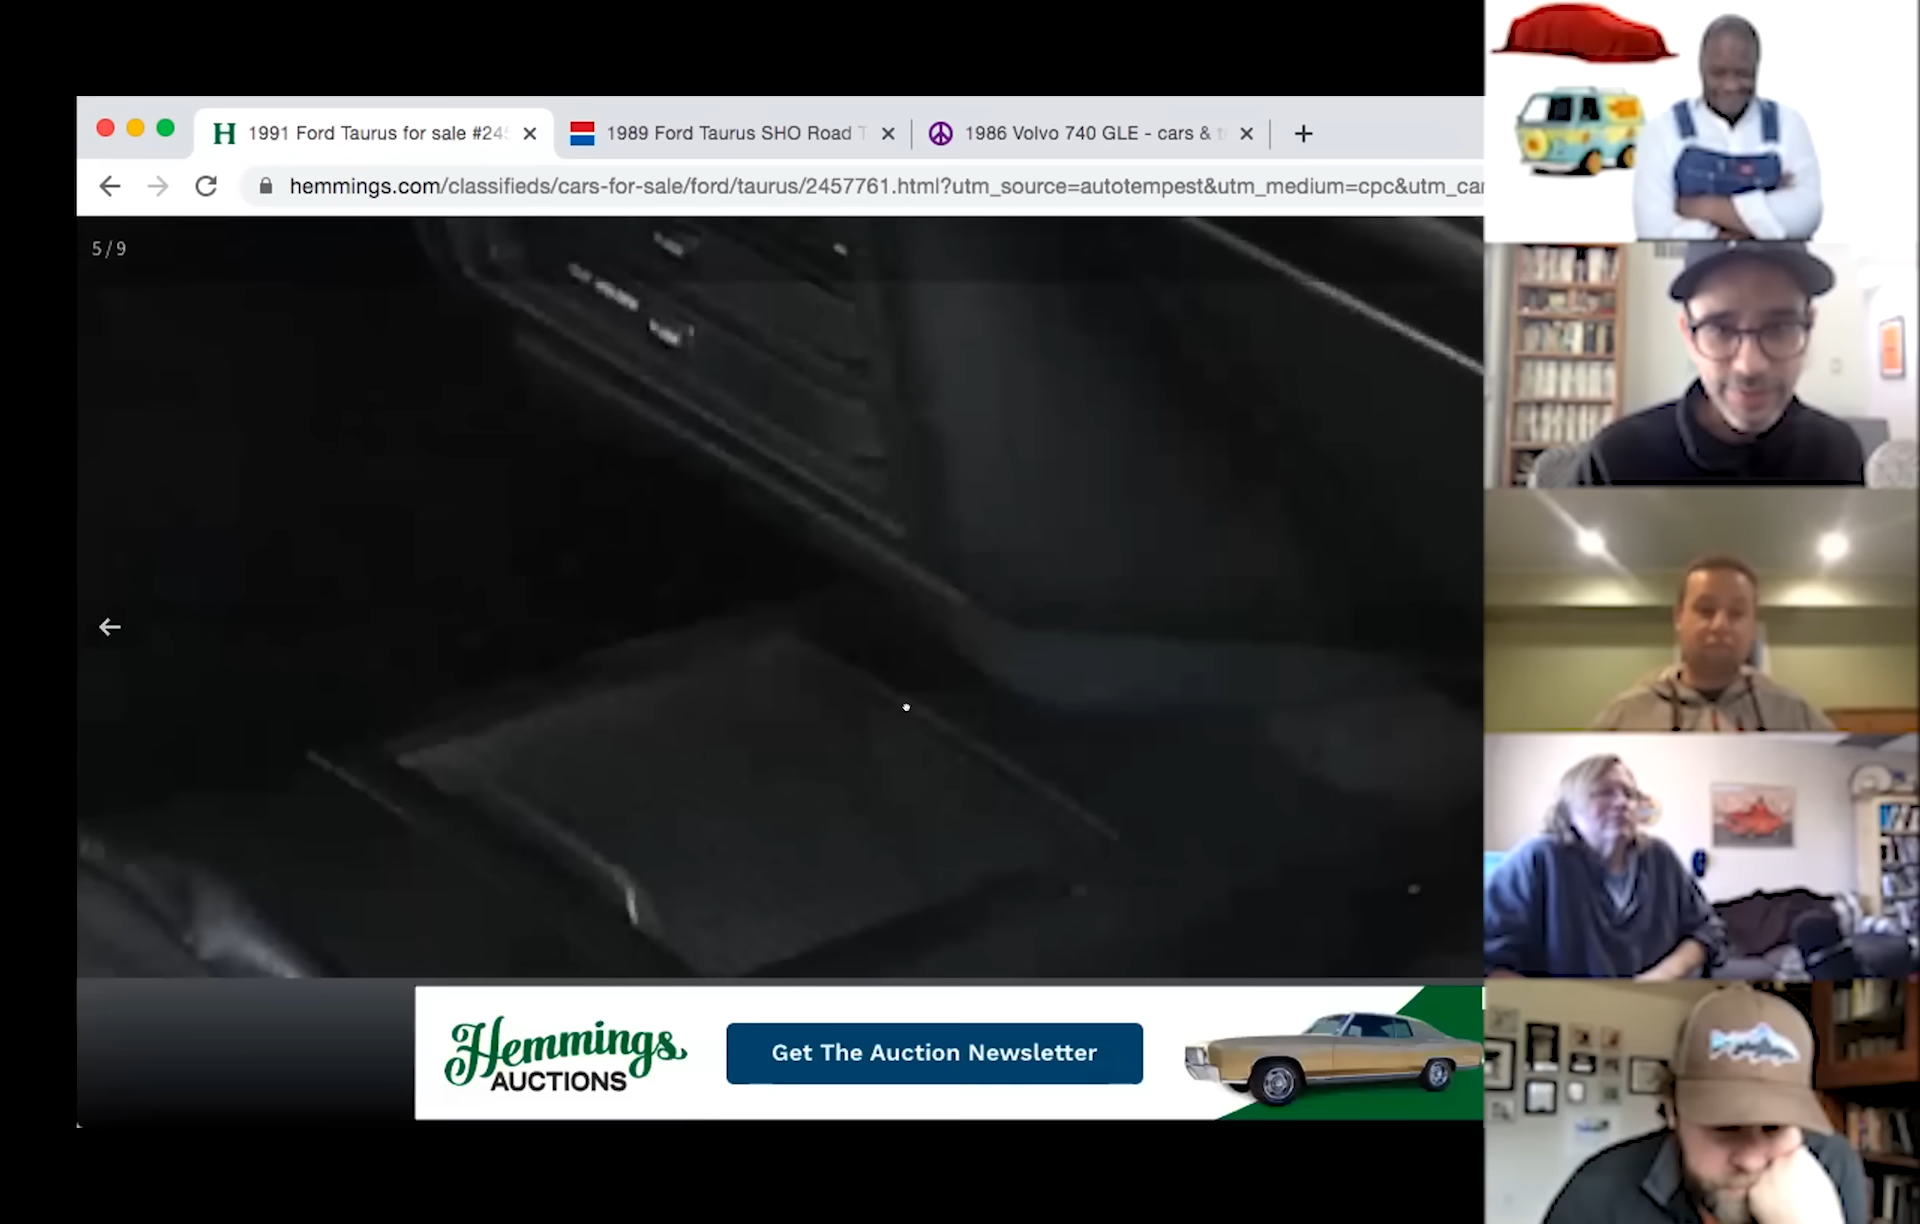 1991 Ford Taurus for sale #24
1989 Ford Taurus SHO Road T
1986 Volvo 740 GLE - cars & t
hemmings.com/classifieds/cars-for-sale/ford/taurus/2457761.html?utm_source=autotempest&utm_medium=cpc&utm_ca
5 / 9
Hemmings
AUCTIONS
Get The Auction Newsletter